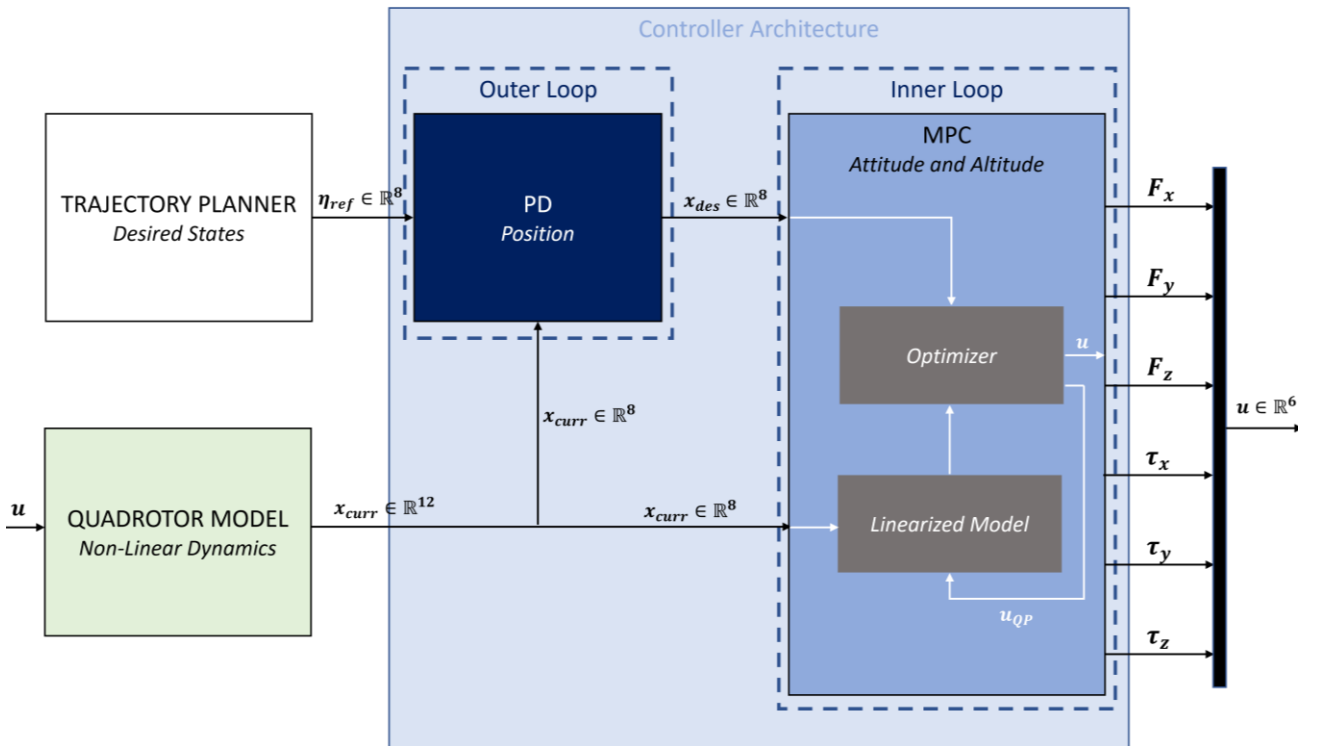 Controller Architecture
Outer Loop
Inner Loop
TRAJECTORY PLANNER
Desired States
η_ref ∈ ℝ⁸
PD
Position
x_des ∈ ℝ⁸
MPC
Attitude and Altitude
Optimizer
u
Linearized Model
u_QP
x_curr ∈ ℝ⁸
u
QUADROTOR MODEL
Non-Linear Dynamics
x_curr ∈ ℝ¹²
x_curr ∈ ℝ⁸
F_x
F_y
F_z
τ_x
τ_y
τ_z
u ∈ ℝ⁶